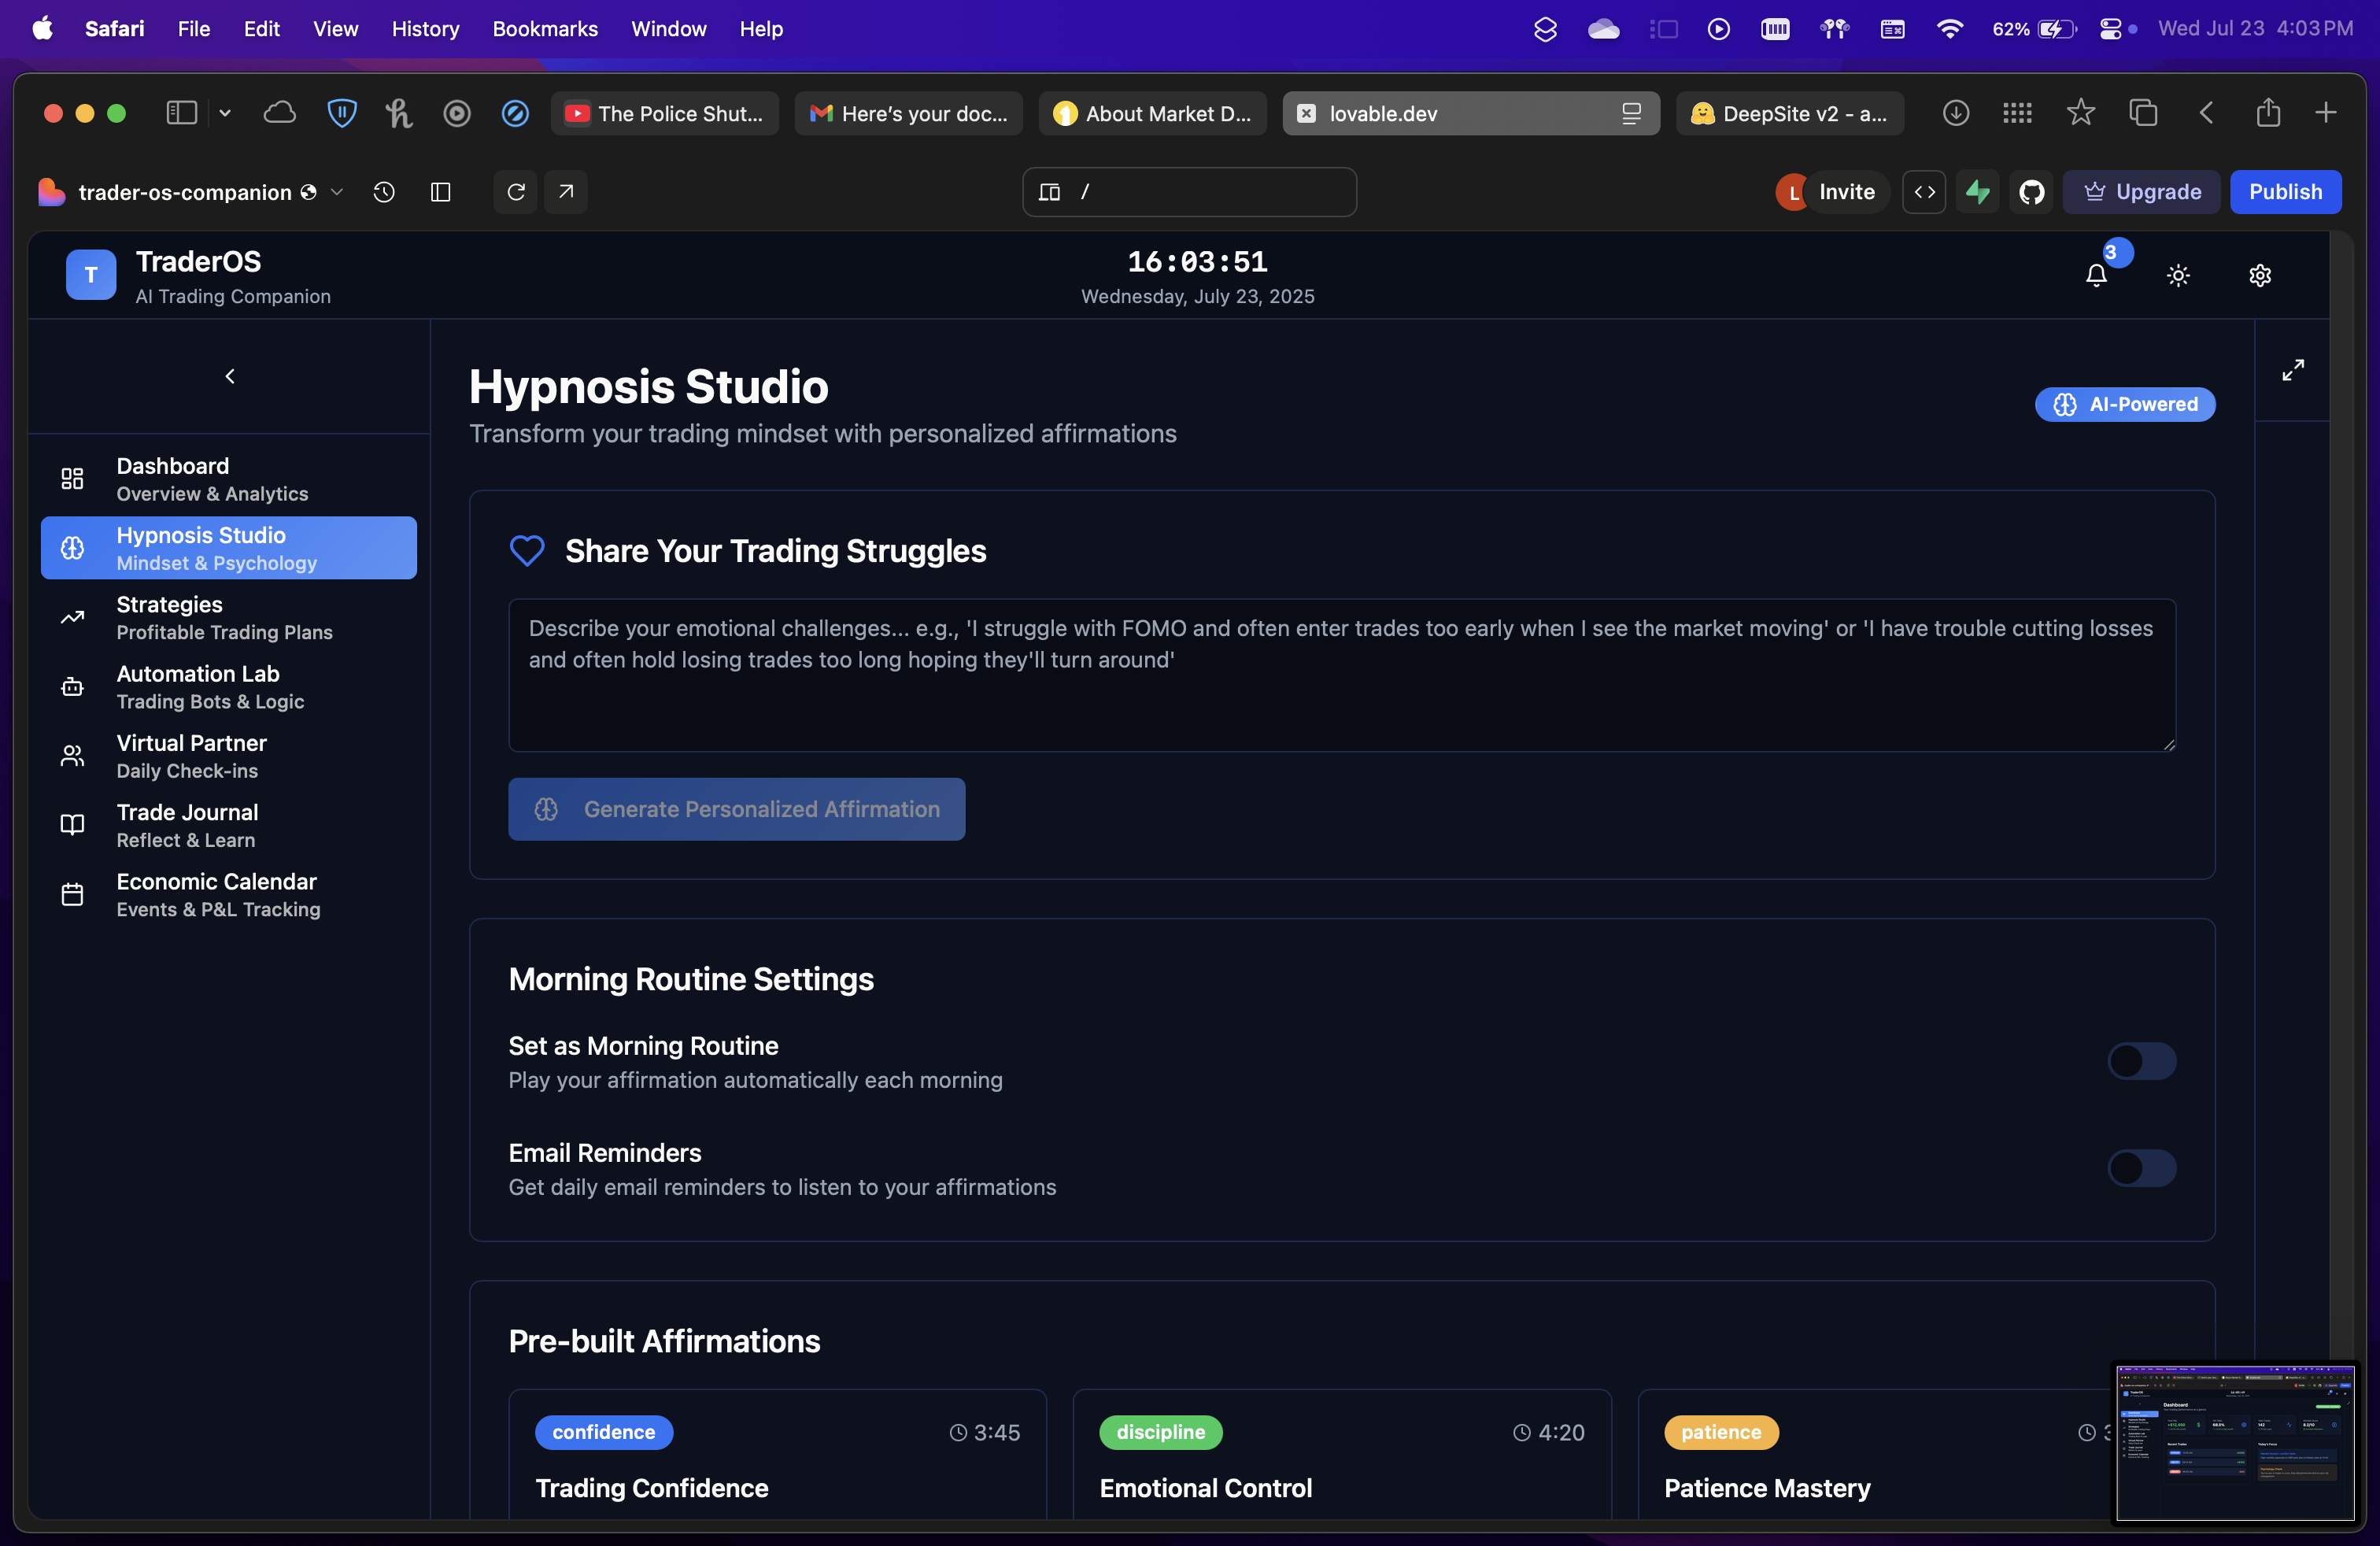 Safari File Edit View History Bookmarks Window Help 62% Wed Jul 23 4:03 PM
The Police Shut... Here's your doc... About Market D... lovable.dev DeepSite v2 - a...
trader-os-companion / L Invite Upgrade Publish
T TraderOS
AI Trading Companion
16:03:51
Wednesday, July 23, 2025
3
Dashboard
Overview & Analytics
Hypnosis Studio
Mindset & Psychology
Strategies
Profitable Trading Plans
Automation Lab
Trading Bots & Logic
Virtual Partner
Daily Check-ins
Trade Journal
Reflect & Learn
Economic Calendar
Events & P&L Tracking
Hypnosis Studio
Transform your trading mindset with personalized affirmations
AI-Powered
Share Your Trading Struggles
Describe your emotional challenges... e.g., 'I struggle with FOMO and often enter trades too early when I see the market moving' or 'I have trouble cutting losses
and often hold losing trades too long hoping they'll turn around'
Generate Personalized Affirmation
Morning Routine Settings
Set as Morning Routine
Play your affirmation automatically each morning
Email Reminders
Get daily email reminders to listen to your affirmations
Pre-built Affirmations
confidence 3:45
Trading Confidence
discipline 4:20
Emotional Control
patience
Patience Mastery
Dashboard